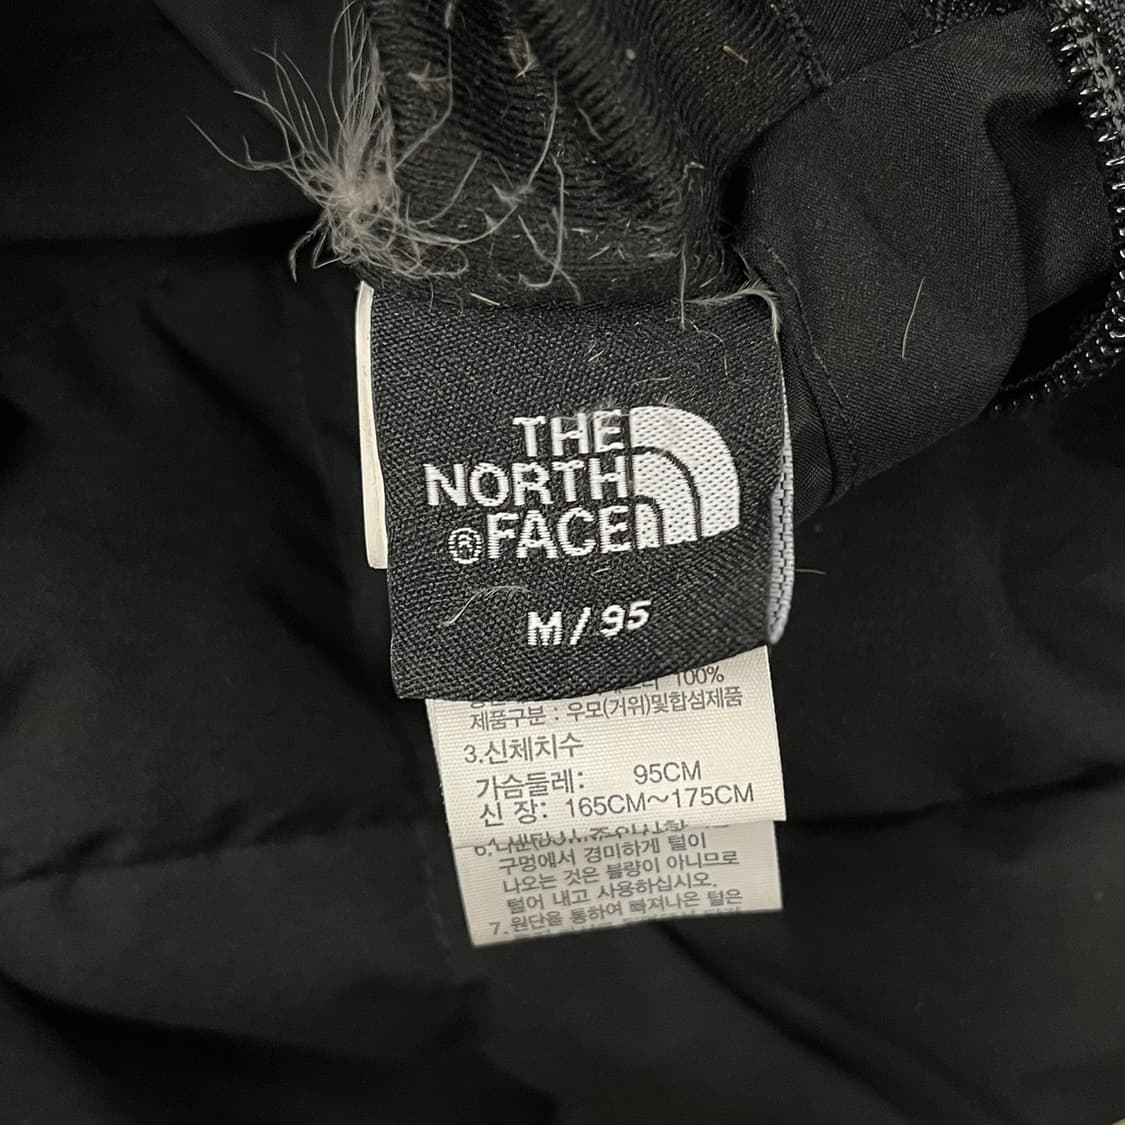 THE
NORTH
®FACE
M/95
100%
제품구분 : 우모(거위)및합섬제품
3.신체치수
가슴둘레: 95CM
신 장: 165CM~175CM
구멍에서 경미하게 털이
나오는 것은 불량이 아니므로
털어 내고 사용하십시오.
7. 원단을 통하여 빠져나온 털은